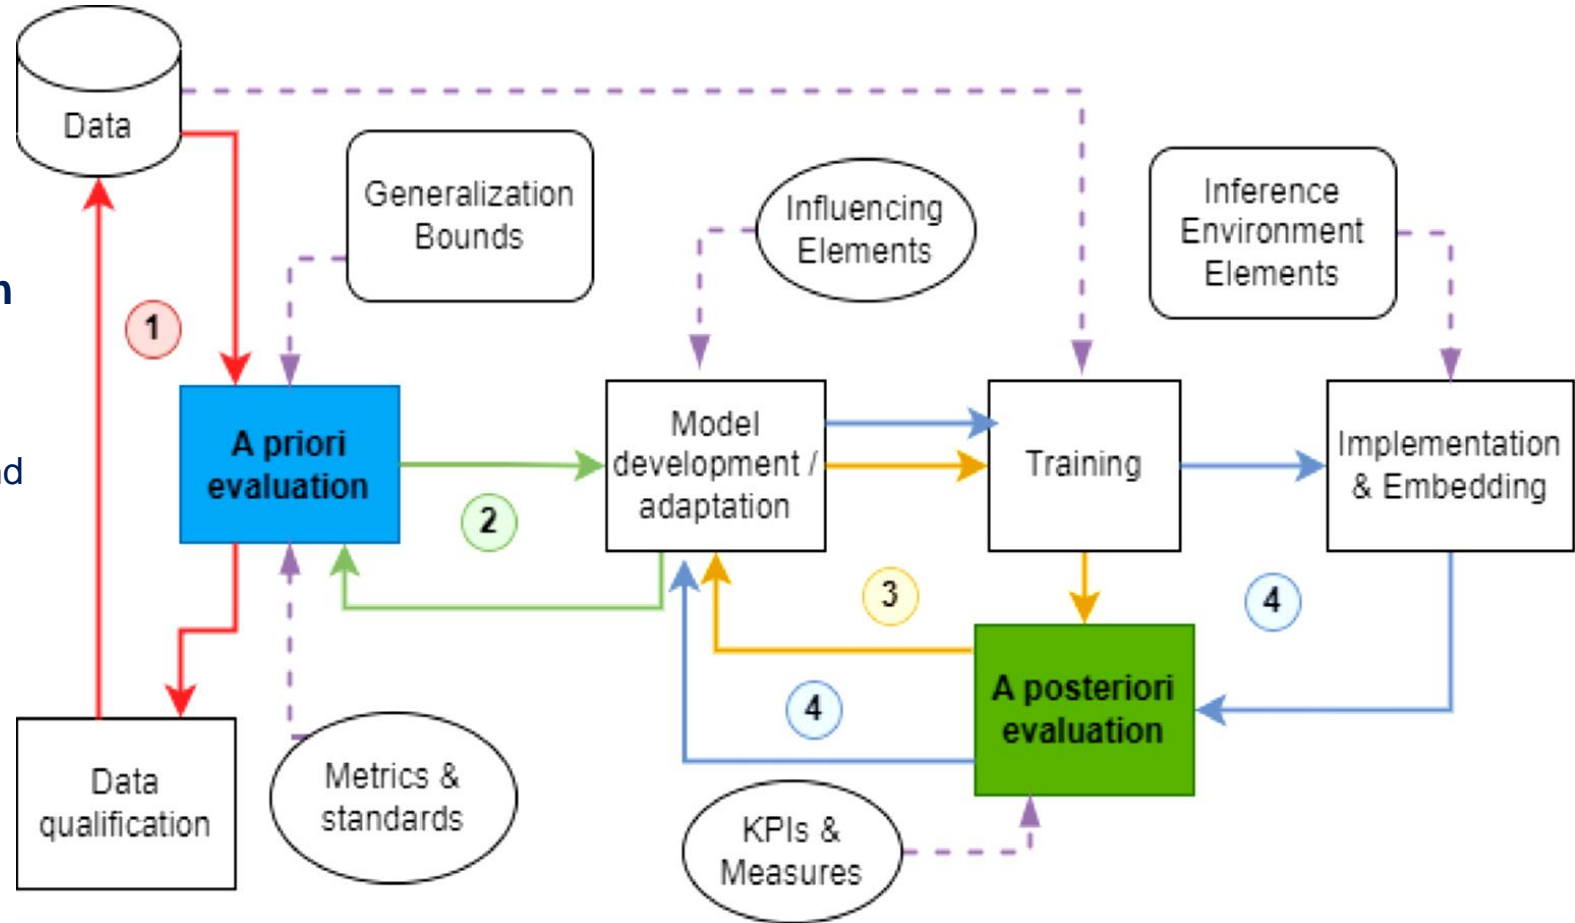 Data
Generalization
Bounds
Influencing
Elements
Inference
Environment
Elements
n
1
A priori
evaluation
Model
development /
adaptation
Training
Implementation
& Embedding
nd
2
3
4
A posteriori
evaluation
4
Data
qualification
Metrics &
standards
KPIs &
Measures